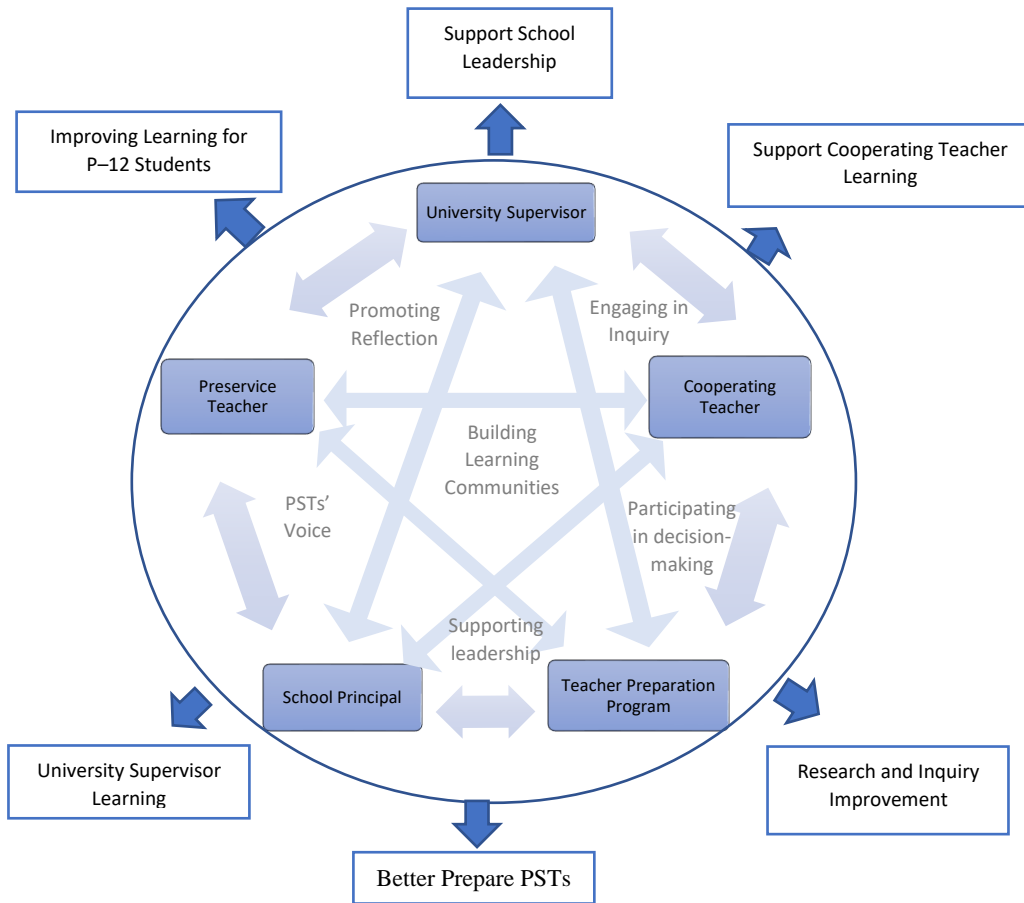 Support School
Leadership
Improving Learning for
P–12 Students
Support Cooperating Teacher
Learning
University Supervisor
Promoting
Reflection
Engaging in
Inquiry
Preservice
Teacher
Cooperating
Teacher
Building
Learning
Communities
PSTs’
Voice
Participating
in decision-
making
Supporting
leadership
School Principal
Teacher Preparation
Program
University Supervisor
Learning
Research and Inquiry
Improvement
Better Prepare PSTs